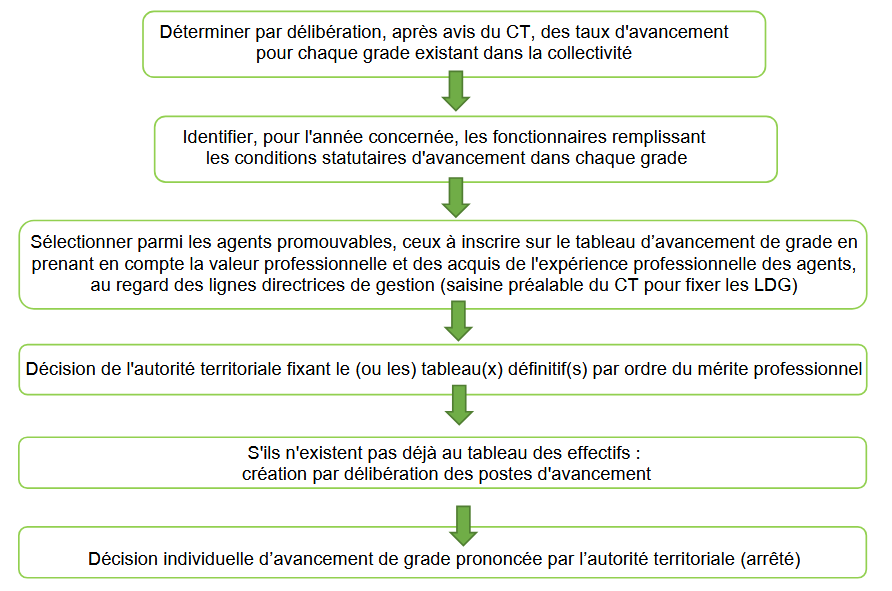 Déterminer par délibération, après avis du CT, des taux d'avancement
pour chaque grade existant dans la collectivité
Identifier, pour l'année concernée, les fonctionnaires remplissant
les conditions statutaires d'avancement dans chaque grade
Sélectionner parmi les agents promouvables, ceux à inscrire sur le tableau d’avancement de grade en
prenant en compte la valeur professionnelle et des acquis de l'expérience professionnelle des agents,
au regard des lignes directrices de gestion (saisine préalable du CT pour fixer les LDG)
Décision de l'autorité territoriale fixant le (ou les) tableau(x) définitif(s) par ordre du mérite professionnel
S'ils n'existent pas déjà au tableau des effectifs :
création par délibération des postes d'avancement
Décision individuelle d’avancement de grade prononcée par l’autorité territoriale (arrêté)